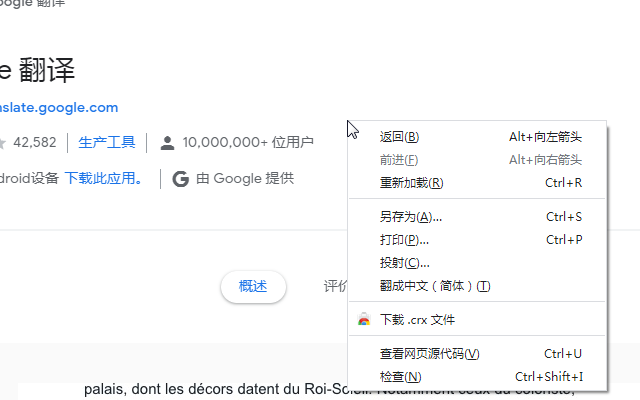 oogle 翻译
e 翻译
nslate.google.com
42,582 生产工具 10,000,000+ 位用户
droid设备 下载此应用。 由 Google 提供
概述 评价
返回(B) Alt+向左箭头
前进(F) Alt+向右箭头
重新加载(R) Ctrl+R
另存为(A)... Ctrl+S
打印(P)... Ctrl+P
投射(C)...
翻成中文（简体）(T)
下载 .crx 文件
查看网页源代码(V) Ctrl+U
检查(N) Ctrl+Shift+I
palais, dont les décors datent du Roi-Soleil. Notamment ceux du coloriste,